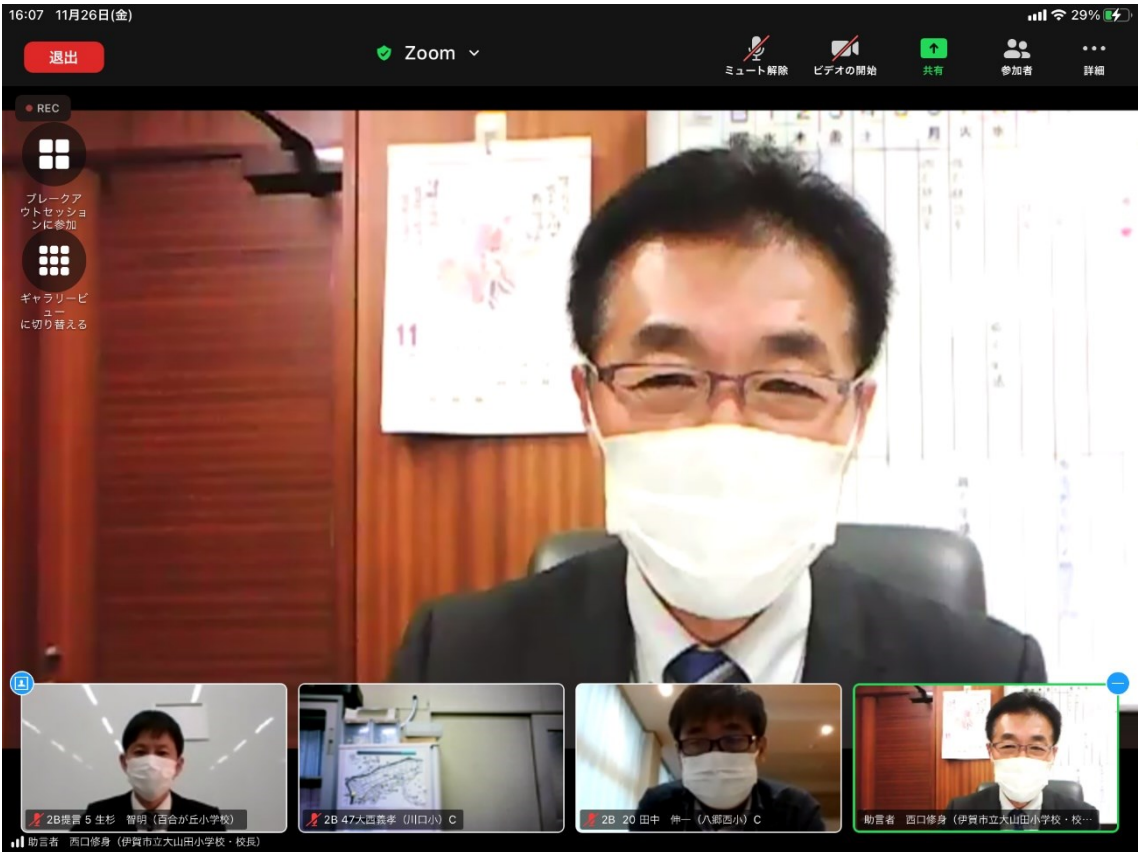 16:07 11月26日(金)
29%
退出
Zoom
ミュート解除
ビデオの開始
共有
参加者
詳細
REC
ブレークア
ウトセッショ
ンに参加
ギャラリービ
ュー
に切り替える
11
月 火 水
木 金 土
2B提言 5 生杉 智明（百合が丘小学校）
2B 47大西義孝（川口小）C
2B 20 田中 伸一（八郷西小）C
助言者 西口修身（伊賀市立大山田小学校・校…
助言者 西口修身（伊賀市立大山田小学校・校長）